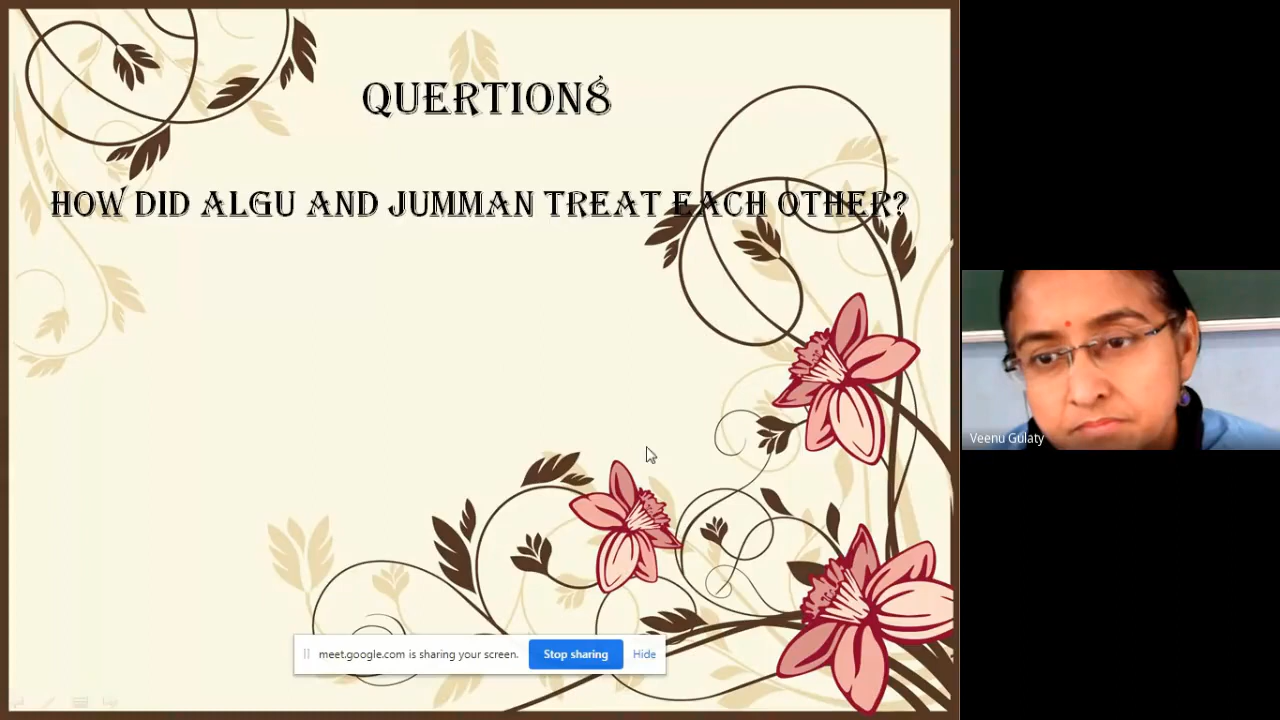 QUERTIONS
HOW DID ALGU AND JUMMAN TREAT EACH OTHER?
Veenu Gulaty
meet.google.com is sharing your screen. Stop sharing Hide